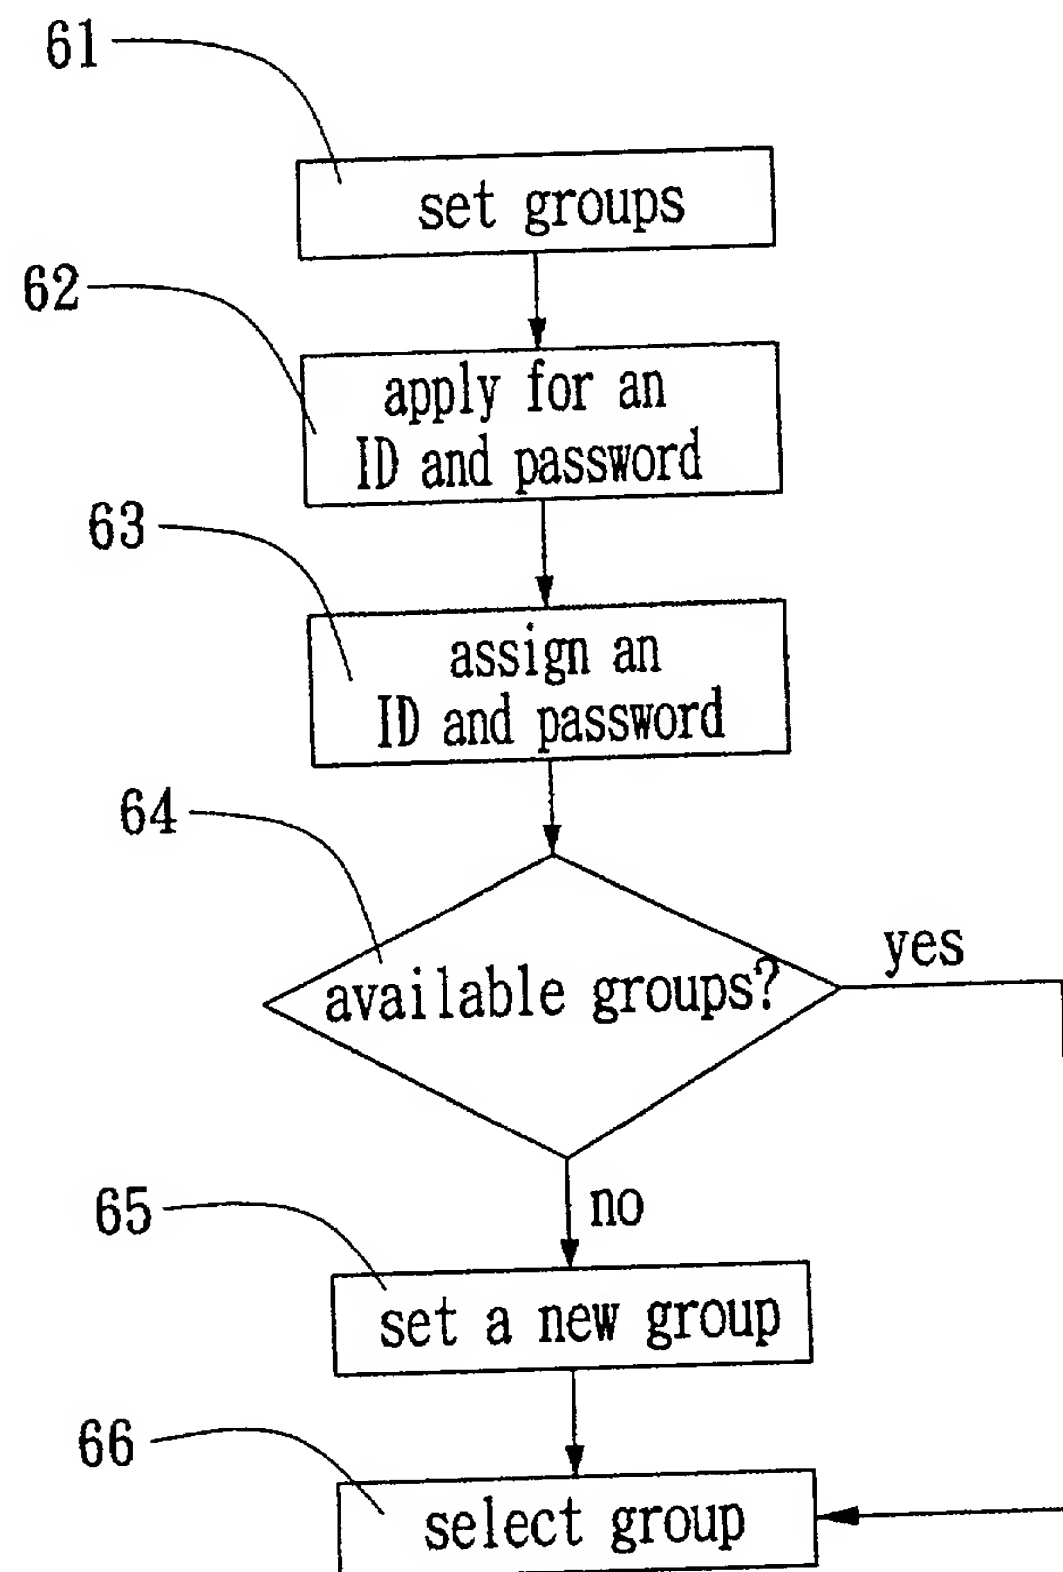 61
set groups
62
apply for an
ID and password
63
assign an
ID and password
64
available groups?
yes
no
65
set a new group
66
select group